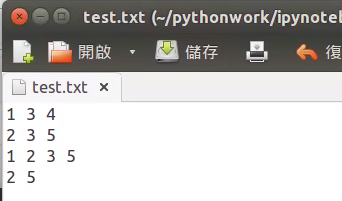 test.txt (~/pythonwork/ipynote
開啟 儲存 復
test.txt ×
1 3 4
2 3 5
1 2 3 5
2 5